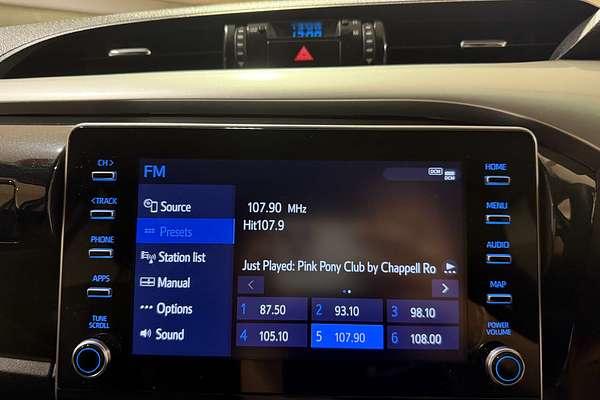 CH>
<TRACK
PHONE
APPS
TUNE
SCROLL
FM
DCM
DCM
Source
Presets
Station list
Manual
Options
Sound
107.90 MHz
Hit107.9
Just Played: Pink Pony Club by Chappell Ro
<
>
1 87.50
2 93.10
3 98.10
4 105.10
5 107.90
6 108.00
HOME
MENU
AUDIO
MAP
POWER
VOLUME